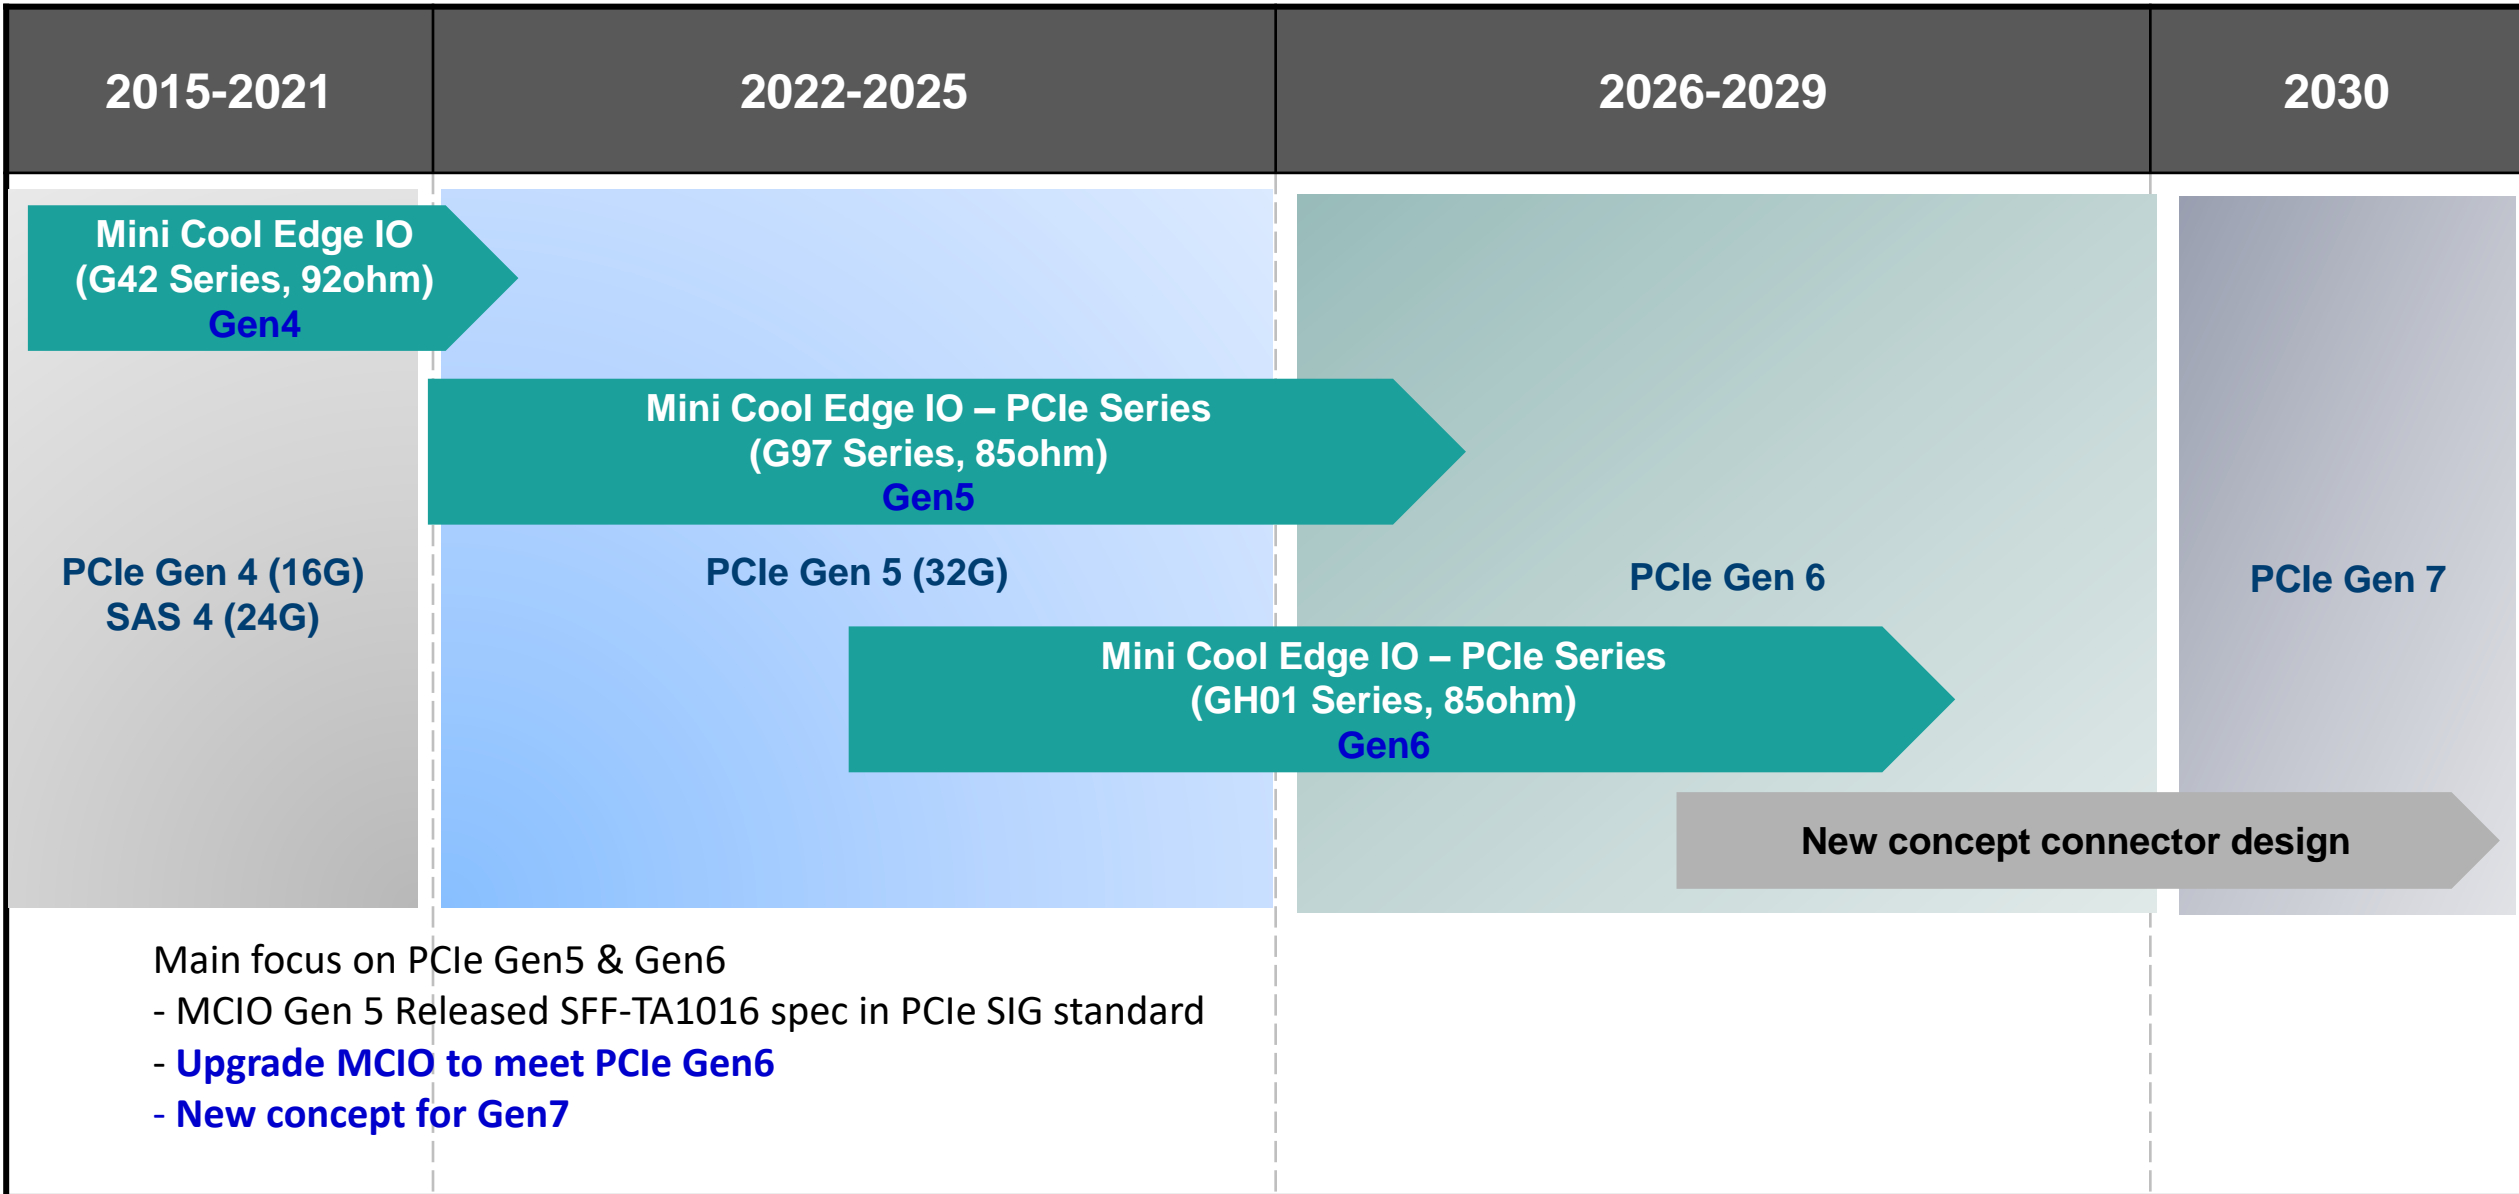 2015-2021
2022-2025
2026-2029
2030
Mini Cool Edge IO
(G42 Series, 92ohm)
Gen4
Mini Cool Edge IO – PCIe Series
(G97 Series, 85ohm)
Gen5
PCIe Gen 4 (16G)
SAS 4 (24G)
PCIe Gen 5 (32G)
PCIe Gen 6
PCIe Gen 7
Mini Cool Edge IO – PCIe Series
(GH01 Series, 85ohm)
Gen6
New concept connector design
Main focus on PCIe Gen5 & Gen6
- MCIO Gen 5 Released SFF-TA1016 spec in PCIe SIG standard
- Upgrade MCIO to meet PCIe Gen6
- New concept for Gen7